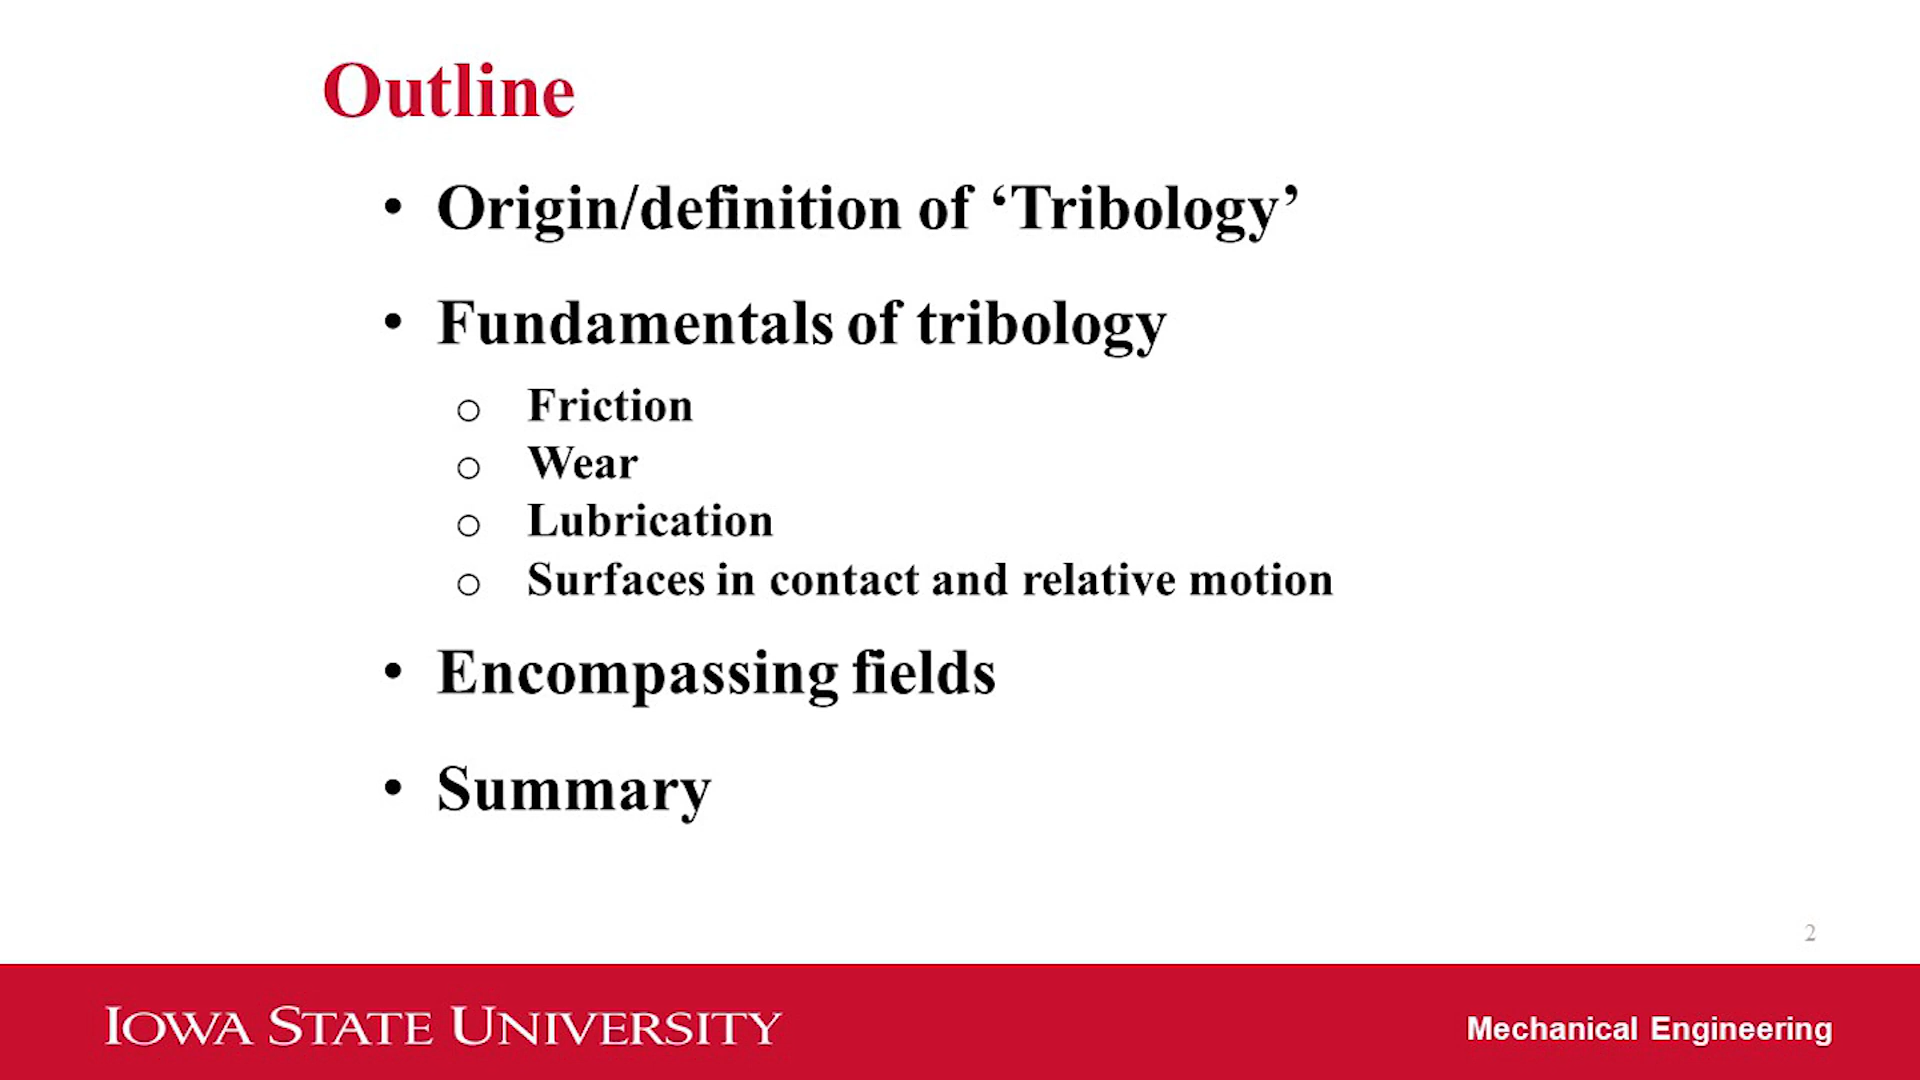 Outline
• Origin/definition of ‘Tribology’
• Fundamentals of tribology
o Friction
o Wear
o Lubrication
o Surfaces in contact and relative motion
• Encompassing fields
• Summary
2
IOWA STATE UNIVERSITY
Mechanical Engineering